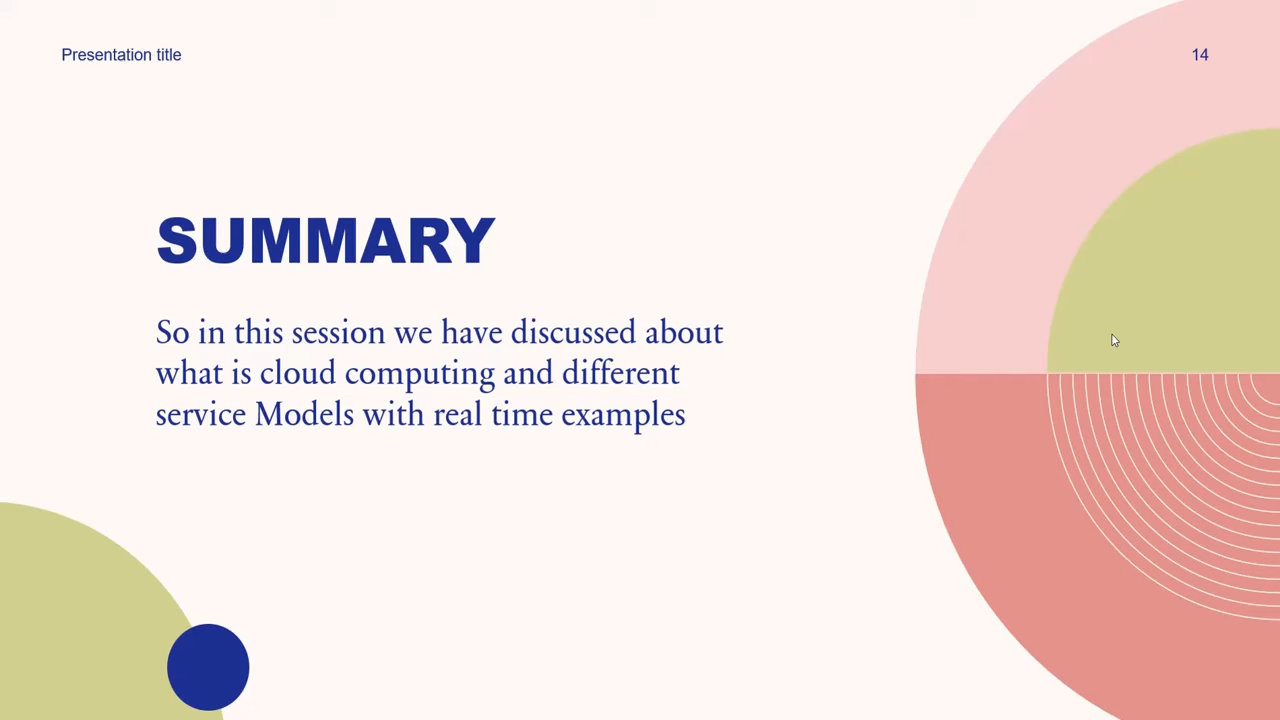 Presentation title
14
SUMMARY
So in this session we have discussed about
what is cloud computing and different
service Models with real time examples